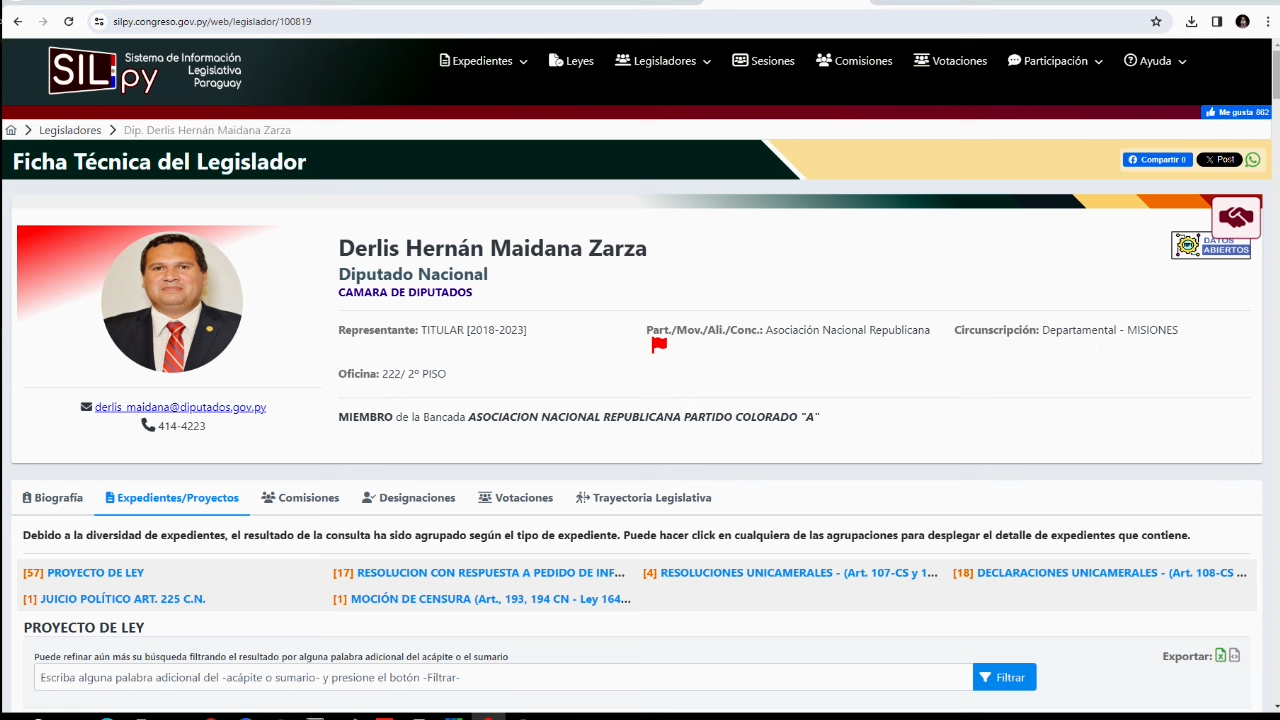 silpy.congreso.gov.py/web/legislador/100819
SILpy
Sistema de Información
Legislativa
Paraguay
Expedientes
Leyes
Legisladores
Sesiones
Comisiones
Votaciones
Participación
Ayuda
Me gusta 862
Legisladores
Dip. Derlis Hernán Maidana Zarza
Ficha Técnica del Legislador
Compartir 0
Post
DATOS
ABIERTOS
Derlis Hernán Maidana Zarza
Diputado Nacional
CAMARA DE DIPUTADOS
Representante: TITULAR [2018-2023]
Part./Mov./Ali./Conc.: Asociación Nacional Republicana
Circunscripción: Departamental - MISIONES
Oficina: 222/ 2º PISO
derlis_maidana@diputados.gov.py
414-4223
MIEMBRO de la Bancada ASOCIACION NACIONAL REPUBLICANA PARTIDO COLORADO "A"
Biografía
Expedientes/Proyectos
Comisiones
Designaciones
Votaciones
Trayectoria Legislativa
Debido a la diversidad de expedientes, el resultado de la consulta ha sido agrupado según el tipo de expediente. Puede hacer click en cualquiera de las agrupaciones para desplegar el detalle de expedientes que contiene.
[57] PROYECTO DE LEY
[17] RESOLUCION CON RESPUESTA A PEDIDO DE INF...
[4] RESOLUCIONES UNICAMERALES - (Art. 107-CS y 1...
[18] DECLARACIONES UNICAMERALES - (Art. 108-CS ...
[1] JUICIO POLÍTICO ART. 225 C.N.
[1] MOCIÓN DE CENSURA (Art., 193, 194 CN - Ley 164...
PROYECTO DE LEY
Puede refinar aún más su búsqueda filtrando el resultado por alguna palabra adicional del acápite o el sumario
Exportar:
Escriba alguna palabra adicional del -acápite o sumario- y presione el botón -Filtrar-
Filtrar